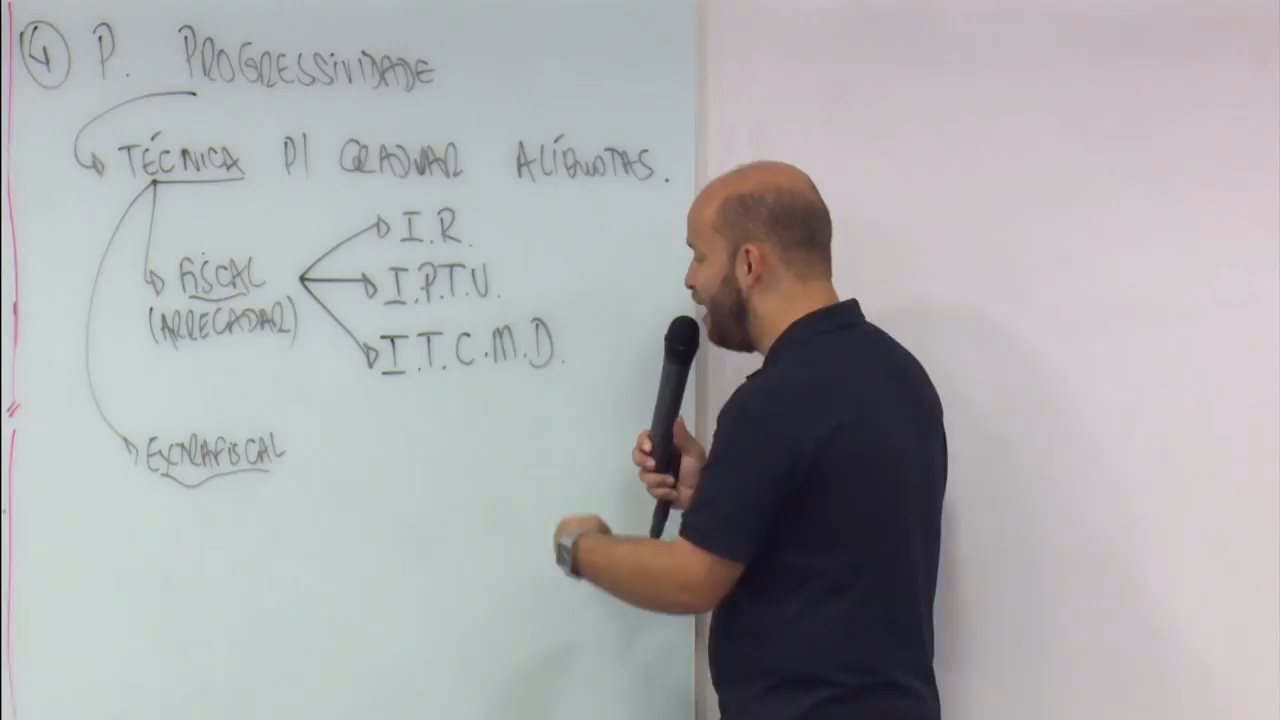 4 P. PROGRESSIVIDADE
TÉCNICA P/ GRADUAR ALÍQUOTAS.
I.R.
FISCAL
I.P.T.U.
(ARRECADAR)
I.T.C.M.D.
EXTRAFISCAL